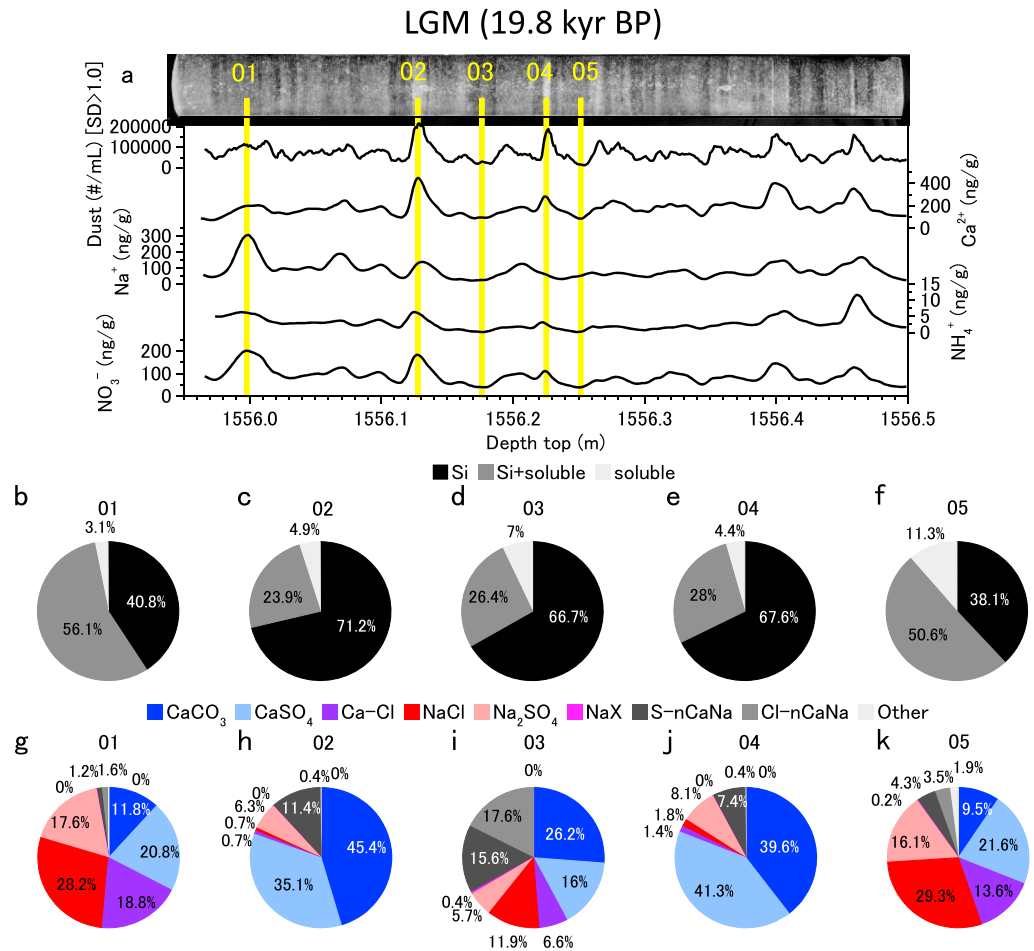 LGM (19.8 kyr BP)
a
01 02 03 04 05
Dust (#/mL) [SD>1.0]
200000
100000
0
Ca²⁺ (ng/g)
400
200
0
Na⁺ (ng/g)
300
200
100
0
NH₄⁺ (ng/g)
15
10
5
0
NO₃⁻ (ng/g)
200
100
0
1556.0 1556.1 1556.2 1556.3 1556.4 1556.5
Depth top (m)
Si Si+soluble soluble
b 01
3.1%
40.8%
56.1%
c 02
4.9%
23.9%
71.2%
d 03
7%
26.4%
66.7%
e 04
4.4%
28%
67.6%
f 05
11.3%
38.1%
50.6%
CaCO₃ CaSO₄ Ca-Cl NaCl Na₂SO₄ NaX S-nCaNa Cl-nCaNa Other
g 01
1.2% 1.6% 0%
0%
11.8%
17.6%
20.8%
28.2%
18.8%
h 02
0.4% 0%
0%
6.3% 11.4%
0.7%
0.7%
45.4%
35.1%
i 03
0%
17.6%
26.2%
15.6%
16%
0.4%
5.7%
11.9% 6.6%
j 04
0.4% 0%
0%
8.1% 7.4%
1.8%
1.4%
39.6%
41.3%
k 05
1.9%
4.3% 3.5%
0.2%
9.5%
16.1%
21.6%
29.3%
13.6%